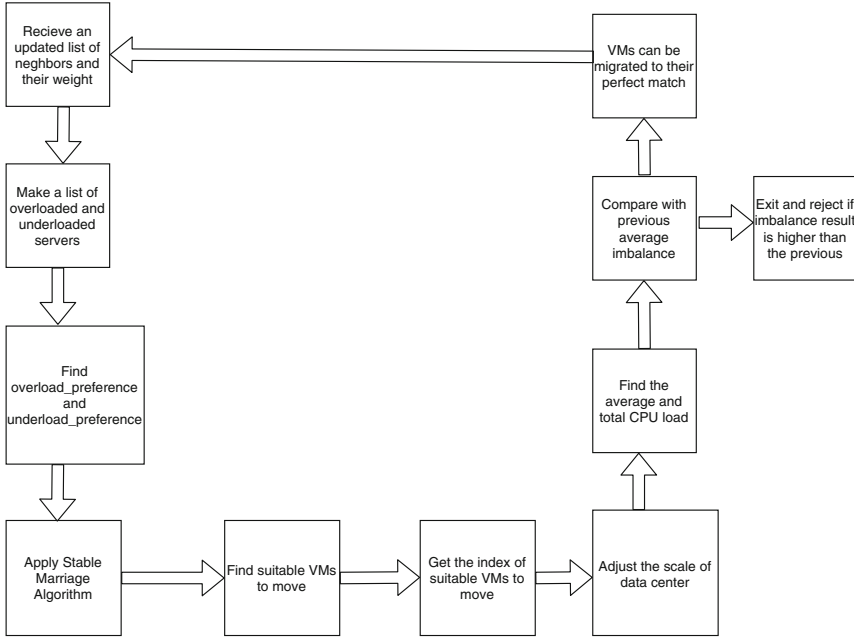 Recieve an
updated list of
neghbors and
their weight
Make a list of
overloaded and
underloaded
servers
Find
overload_preference
and
underload_preference
Apply Stable
Marriage
Algorithm
Find suitable VMs
to move
Get the index of
suitable VMs to
move
Adjust the scale of
data center
Find the
average and
total CPU load
Compare with
previous
average
imbalance
Exit and reject if
imbalance result
is higher than
the previous
VMs can be
migrated to their
perfect match